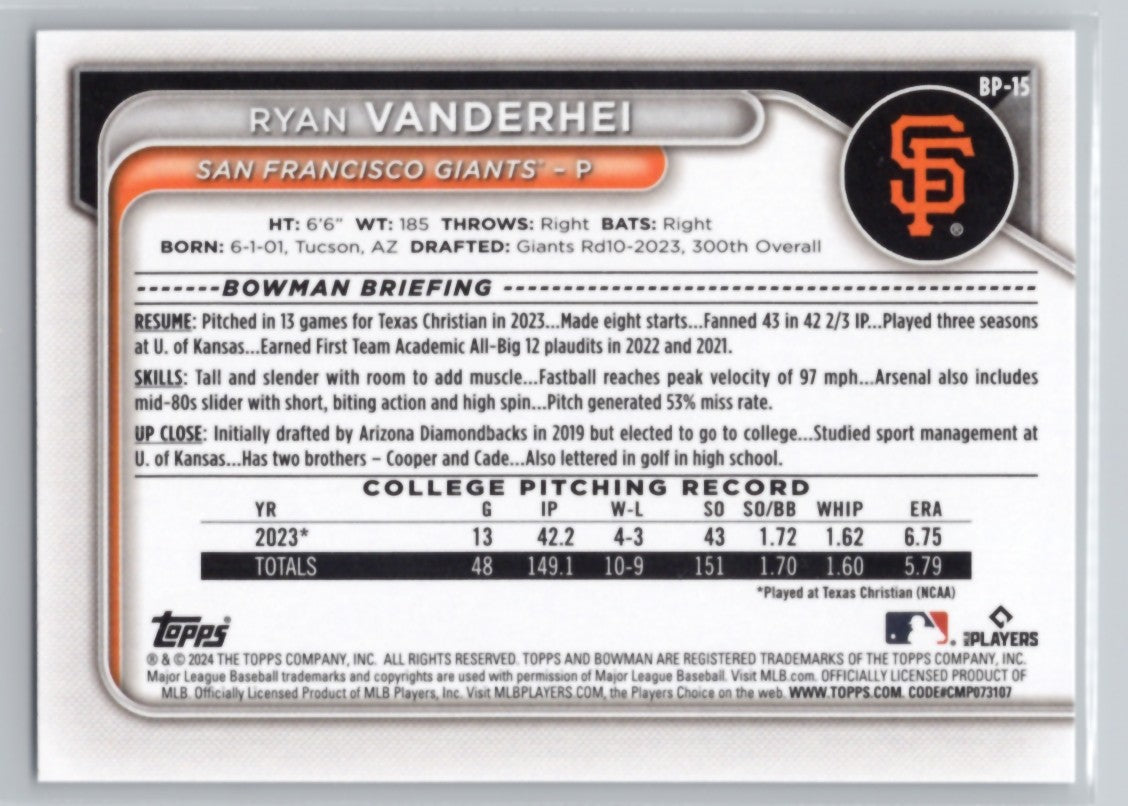 BP-15
RYAN VANDERHEI
SAN FRANCISCO GIANTS™ – P
SF®
HT: 6'6" WT: 185 THROWS: Right BATS: Right
BORN: 6-1-01, Tucson, AZ DRAFTED: Giants Rd10-2023, 300th Overall
BOWMAN BRIEFING
RESUME: Pitched in 13 games for Texas Christian in 2023...Made eight starts...Fanned 43 in 42 2/3 IP...Played three seasons
at U. of Kansas...Earned First Team Academic All-Big 12 plaudits in 2022 and 2021.
SKILLS: Tall and slender with room to add muscle...Fastball reaches peak velocity of 97 mph...Arsenal also includes
mid-80s slider with short, biting action and high spin...Pitch generated 53% miss rate.
UP CLOSE: Initially drafted by Arizona Diamondbacks in 2019 but elected to go to college...Studied sport management at
U. of Kansas...Has two brothers – Cooper and Cade...Also lettered in golf in high school.
COLLEGE PITCHING RECORD
YR G IP W-L SO SO/BB WHIP ERA
2023* 13 42.2 4-3 43 1.72 1.62 6.75
TOTALS 48 149.1 10-9 151 1.70 1.60 5.79
*Played at Texas Christian (NCAA)
Topps® PLAYERS
® & © 2024 THE TOPPS COMPANY, INC. ALL RIGHTS RESERVED. TOPPS AND BOWMAN ARE REGISTERED TRADEMARKS OF THE TOPPS COMPANY, INC.
Major League Baseball trademarks and copyrights are used with permission of Major League Baseball. Visit MLB.com. OFFICIALLY LICENSED PRODUCT OF
MLB. Officially Licensed Product of MLB Players, Inc. Visit MLBPLAYERS.COM, the Players Choice on the web. WWW.TOPPS.COM. CODE#CMP073107